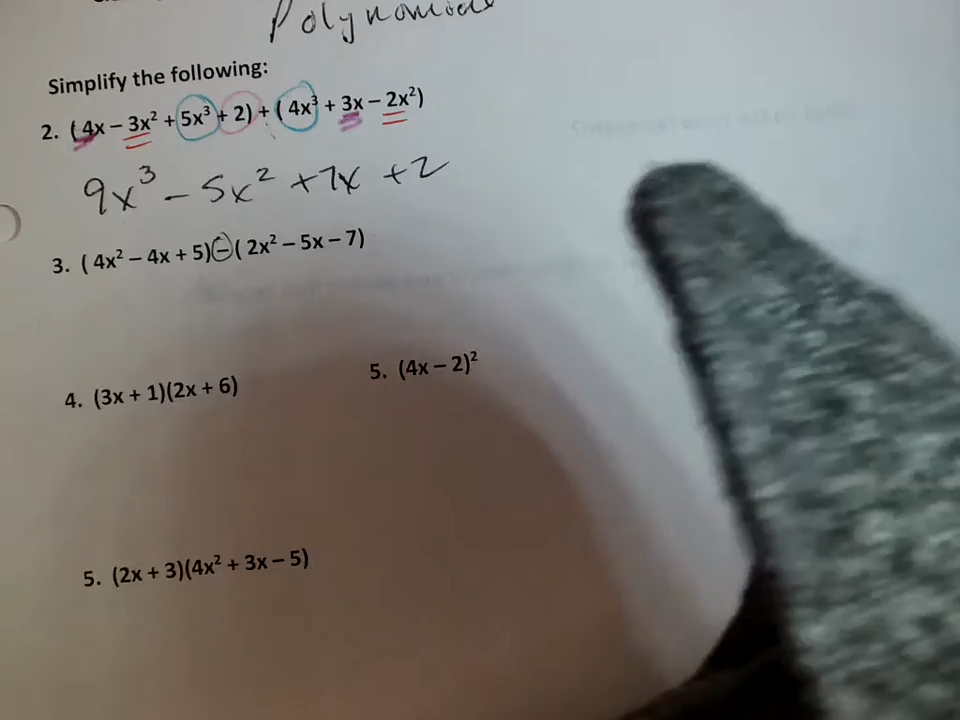 Polynomial
Simplify the following:
2. (4x – 3x² + 5x³ + 2) + (4x³ + 3x – 2x²)
9x³ – 5x² + 7x + 2
3. (4x² – 4x + 5) – (2x² – 5x – 7)
4. (3x + 1)(2x + 6)
5. (4x – 2)²
5. (2x + 3)(4x² + 3x – 5)